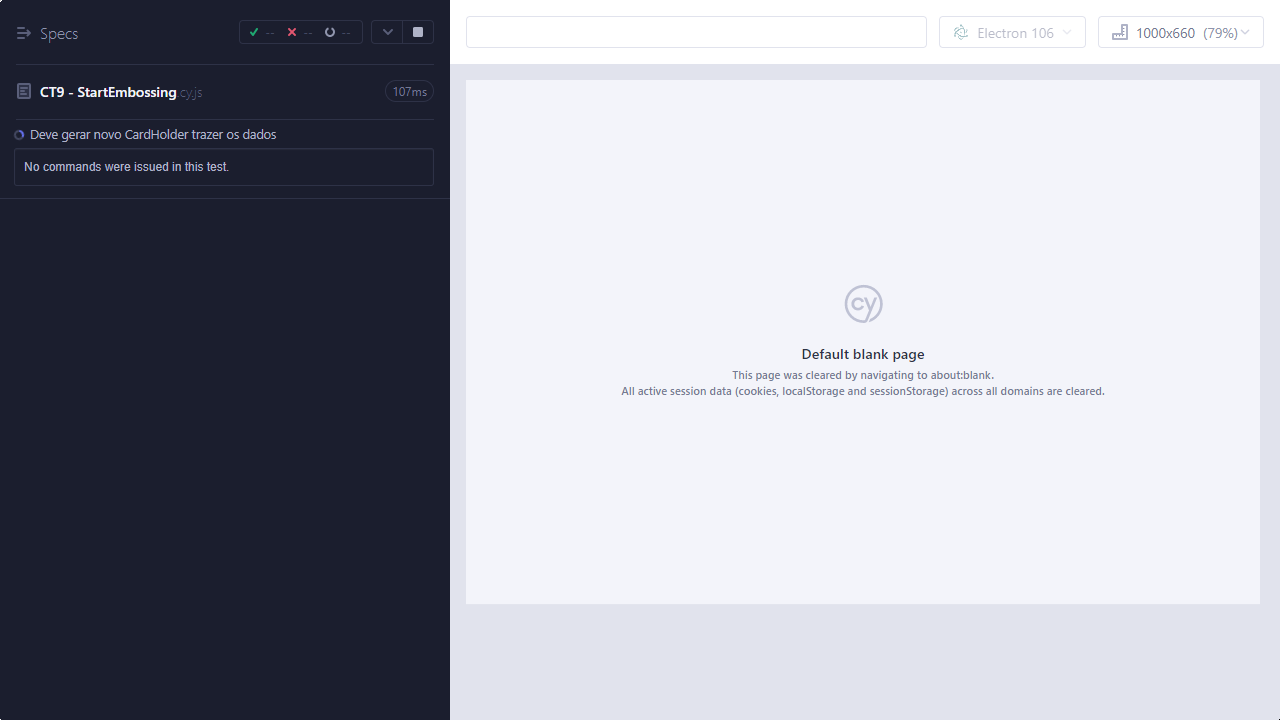 Specs
--
--
--
Electron 106
1000x660 (79%)
CT9 - StartEmbossing.cy.js
107ms
Deve gerar novo CardHolder trazer os dados
No commands were issued in this test.
cy
Default blank page
This page was cleared by navigating to about:blank.
All active session data (cookies, localStorage and sessionStorage) across all domains are cleared.